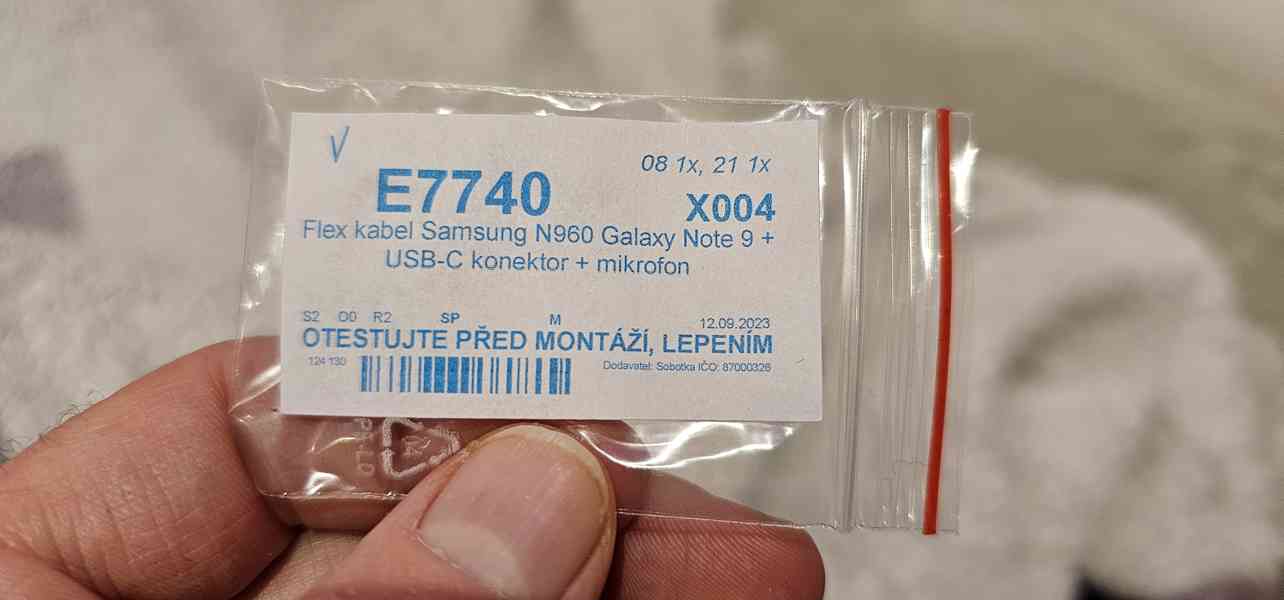 √
08 1x, 21 1x
E7740
X004
Flex kabel Samsung N960 Galaxy Note 9 +
USB-C konektor + mikrofon
S2 O0 R2 SP M 12.09.2023
OTESTUJTE PŘED MONTÁŽÍ, LEPENÍM
124 130
Dodavatel: Sobotka IČO: 87000326
04